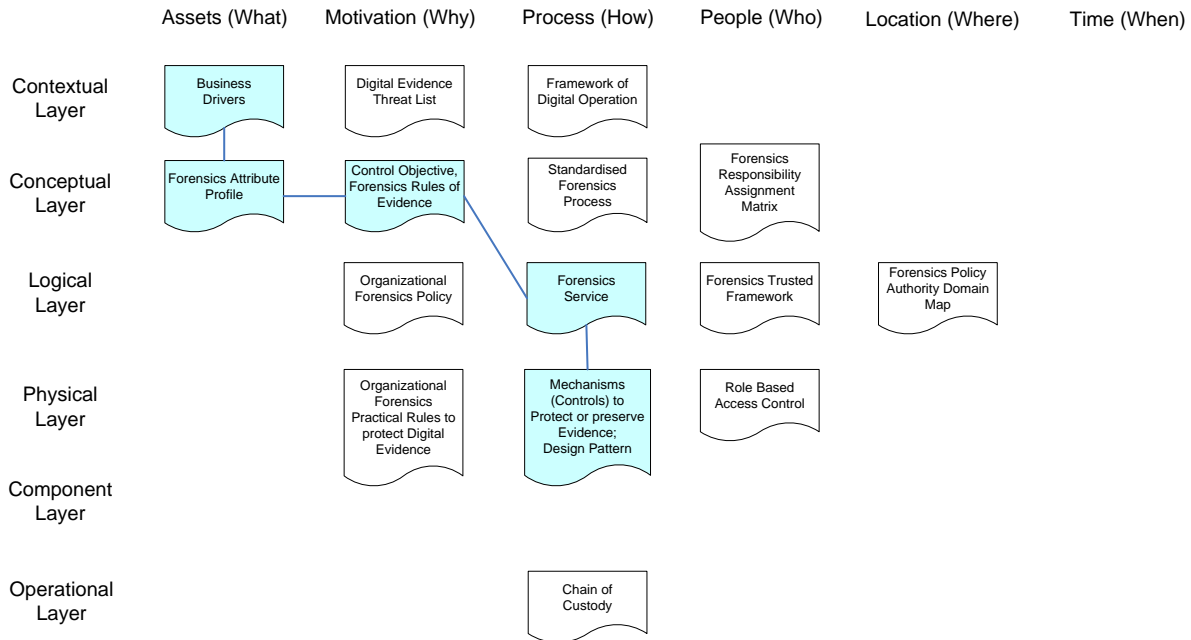 Assets (What)
Motivation (Why)
Process (How)
People (Who)
Location (Where)
Time (When)
Contextual
Layer
Business
Drivers
Digital Evidence
Threat List
Framework of
Digital Operation
Conceptual
Layer
Forensics Attribute
Profile
Control Objective,
Forensics Rules of
Evidence
Standardised
Forensics
Process
Forensics
Responsibility
Assignment
Matrix
Logical
Layer
Organizational
Forensics Policy
Forensics
Service
Forensics Trusted
Framework
Forensics Policy
Authority Domain
Map
Physical
Layer
Organizational
Forensics
Practical Rules to
protect Digital
Evidence
Mechanisms
(Controls) to
Protect or preserve
Evidence;
Design Pattern
Role Based
Access Control
Component
Layer
Operational
Layer
Chain of
Custody